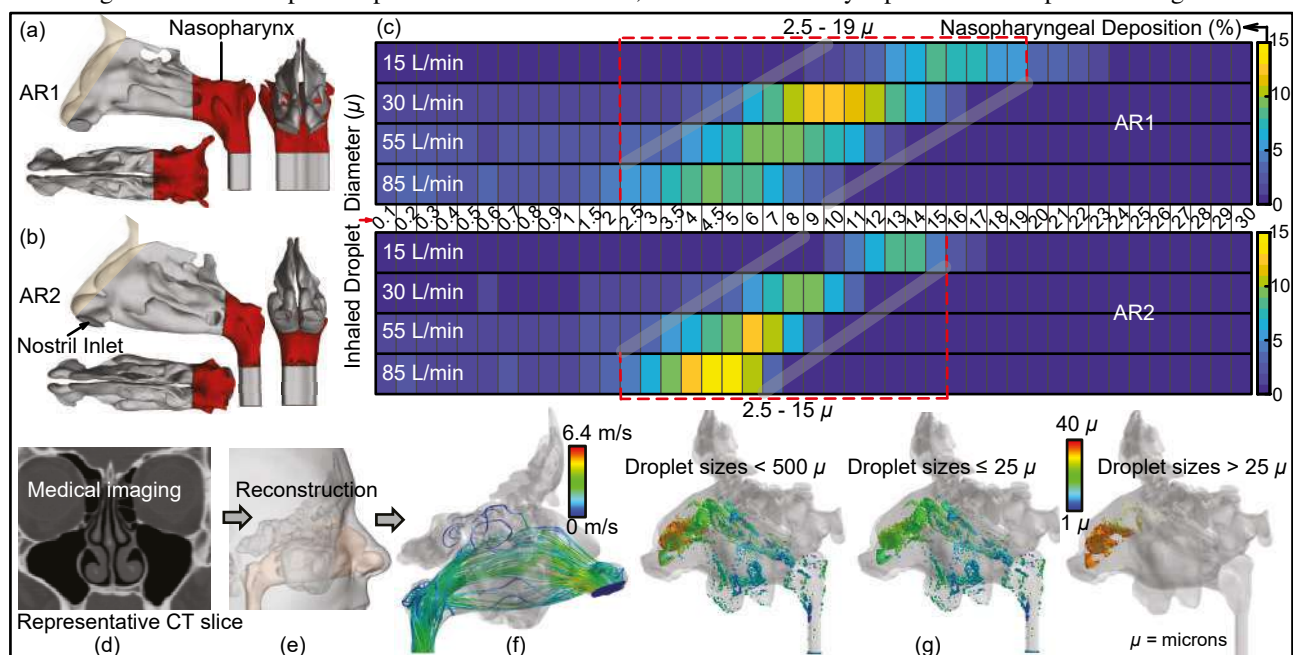 (a)
Nasopharynx
AR1
(b)
AR2
Nostril Inlet
(c)
2.5 - 19 μ
Nasopharyngeal Deposition (%)
Inhaled Droplet Diameter (μ)
15 L/min
30 L/min
55 L/min
85 L/min
AR1
15
10
5
0
0.1 0.2 0.3 0.4 0.5 0.6 0.7 0.8 0.9 1 1.5 2 2.5 3 3.5 4 4.5 5 6 7 8 9 10 11 12 13 14 15 16 17 18 19 20 21 22 23 24 25 26 27 28 29 30
15 L/min
30 L/min
55 L/min
85 L/min
AR2
15
10
5
0
2.5 - 15 μ
Medical imaging
Representative CT slice
(d)
Reconstruction
(e)
6.4 m/s
0 m/s
(f)
Droplet sizes < 500 μ
Droplet sizes ≤ 25 μ
40 μ
1 μ
Droplet sizes > 25 μ
(g)
μ = microns